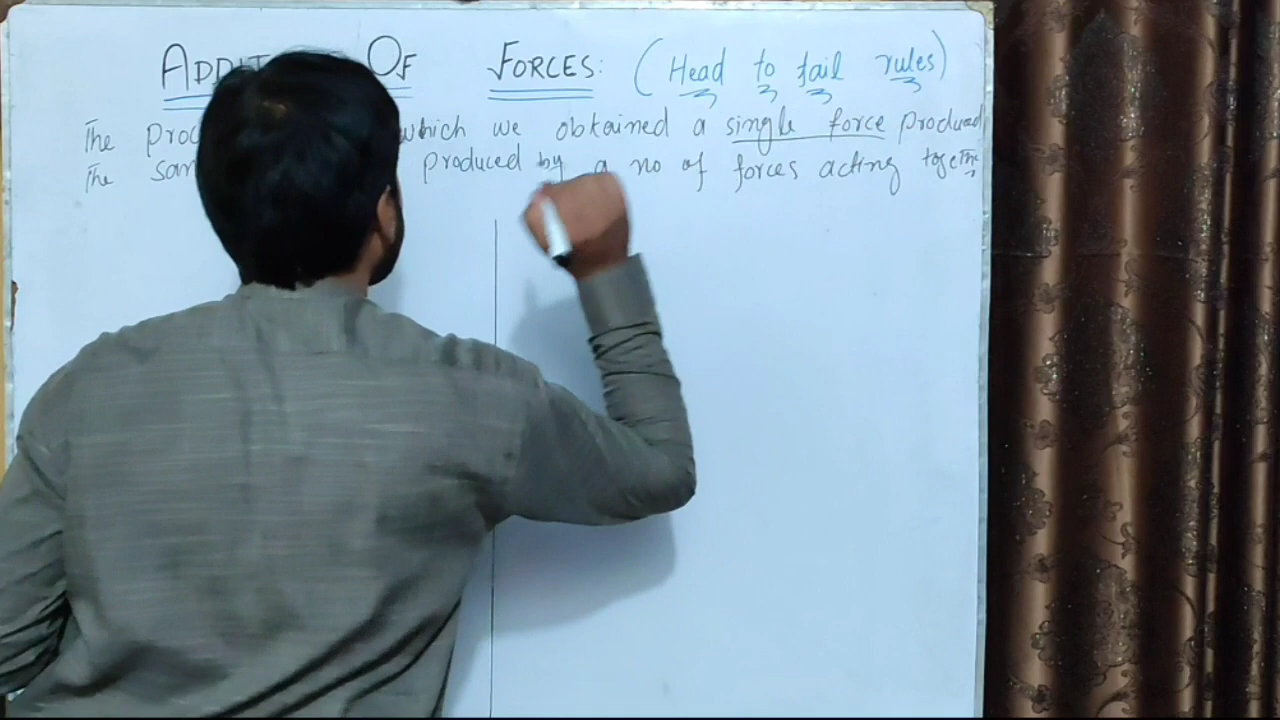 ADDIT OF FORCES: (Head to tail rules)
The proc which we obtained a single force produced
The sam produced by a no of forces acting together